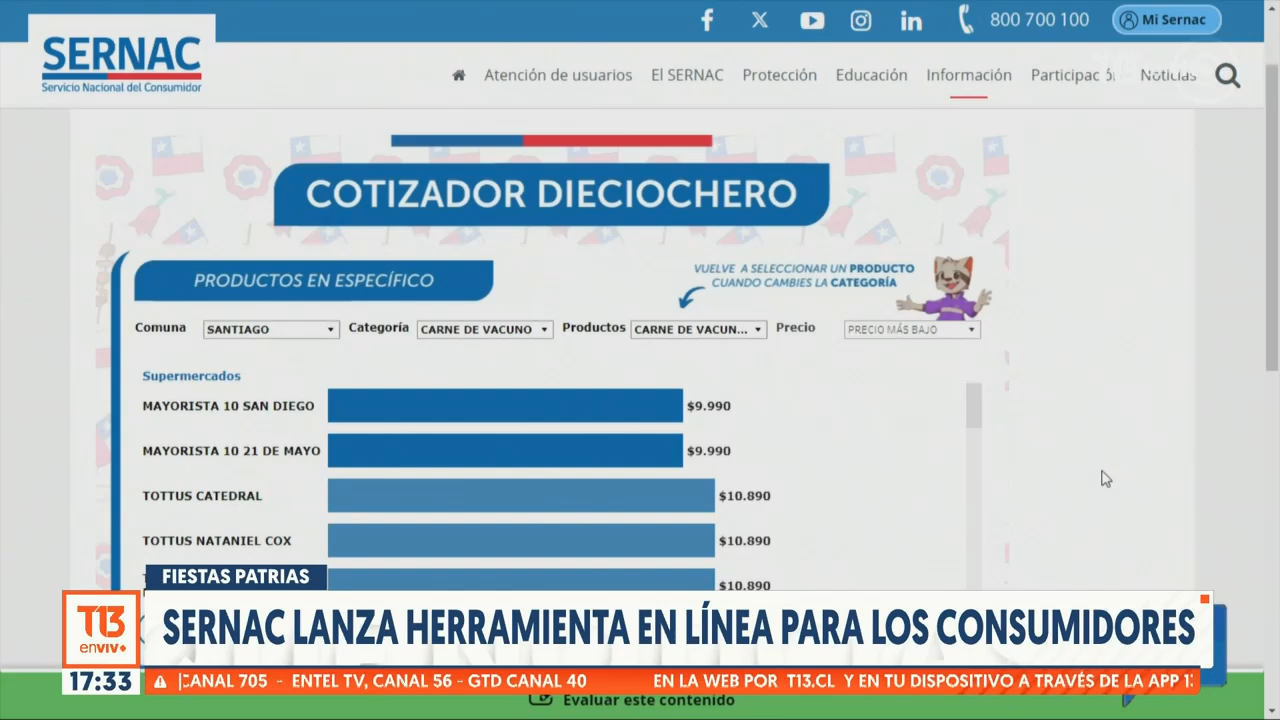 800 700 100
Mi Sernac
SERNAC
Servicio Nacional del Consumidor
Atención de usuarios El SERNAC Protección Educación Información Noticias
COTIZADOR DIECIOCHERO
PRODUCTOS EN ESPECÍFICO
VUELVE A SELECCIONAR UN PRODUCTO
CUANDO CAMBIES LA CATEGORÍA
Comuna SANTIAGO Categoría CARNE DE VACUNO Productos CARNE DE VACUN... Precio PRECIO MÁS BAJO
Supermercados
MAYORISTA 10 SAN DIEGO $9.990
MAYORISTA 10 21 DE MAYO $9.990
TOTTUS CATEDRAL $10.890
TOTTUS NATANIEL COX $10.890
$10.890
FIESTAS PATRIAS
T13
en VIVO
SERNAC LANZA HERRAMIENTA EN LÍNEA PARA LOS CONSUMIDORES
17:33
CANAL 705 - ENTEL TV, CANAL 56 - GTD CANAL 40 EN LA WEB POR T13.CL Y EN TU DISPOSITIVO A TRAVÉS DE LA APP
Evaluar este contenido